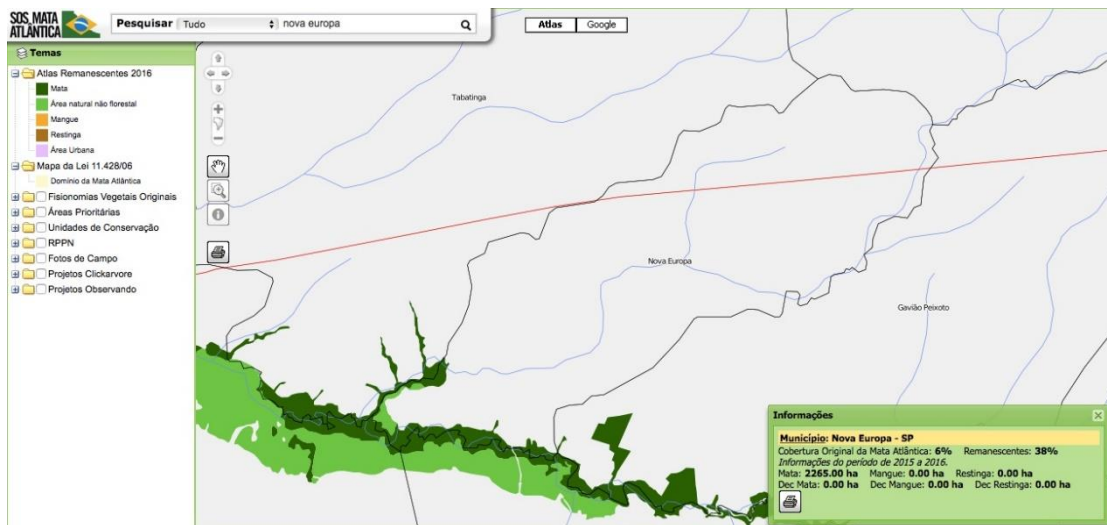 SOS MATA
ATLÂNTICA
Pesquisar Tudo nova europa
Atlas Google
Temas
Atlas Remanescentes 2016
Mata
Área natural não florestal
Mangue
Restinga
Área Urbana
Mapa da Lei 11.428/06
Domínio da Mata Atlântica
Fisionomias Vegetais Originais
Áreas Prioritárias
Unidades de Conservação
RPPN
Fotos de Campo
Projetos Clickarvore
Projetos Observando
Tabatinga
Nova Europa
Gavião Peixoto
Informações
Município: Nova Europa - SP
Cobertura Original da Mata Atlântica: 6% Remanescentes: 38%
Informações do período de 2015 a 2016.
Mata: 2265.00 ha Mangue: 0.00 ha Restinga: 0.00 ha
Dec Mata: 0.00 ha Dec Mangue: 0.00 ha Dec Restinga: 0.00 ha